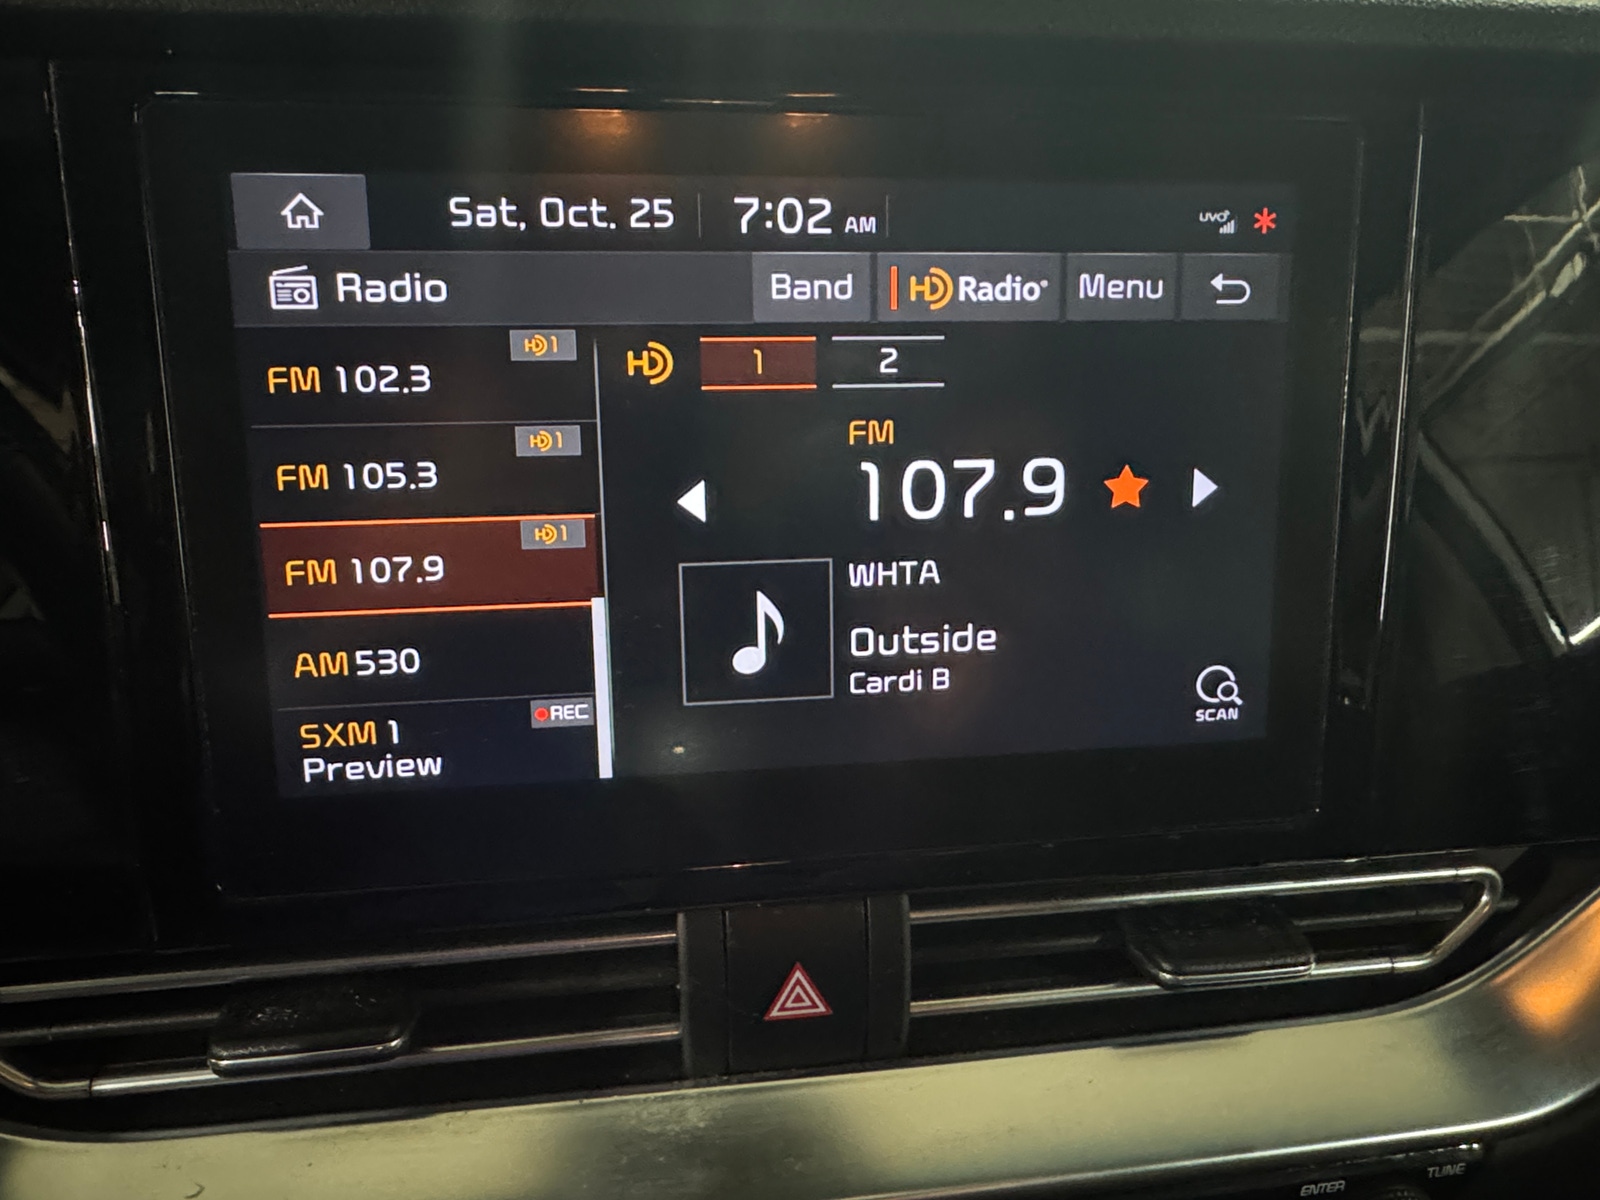 Sat, Oct. 25 7:02 AM
UVO
Radio Band HD Radio Menu
HD1
FM 102.3
HD1
FM 105.3
HD1
FM 107.9
AM 530
REC
SXM 1
Preview
HD 1 2
FM
107.9
WHTA
Outside
Cardi B
SCAN
ENTER
TUNE